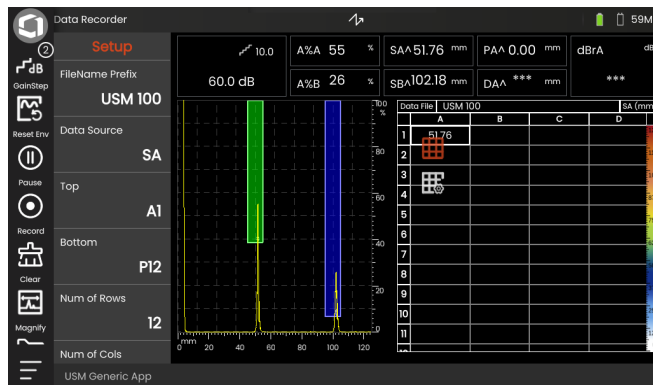 Data Recorder
59M
2
dB
GainStep
Reset Env
Pause
Record
Clear
Magnify
Setup
FileName Prefix
USM 100
Data Source
SA
Top
A1
Bottom
P12
Num of Rows
12
Num of Cols
USM Generic App
10.0
60.0 dB
A%A 55 %
A%B 26 %
SA^51.76 mm
SB^102.18 mm
PA^ 0.00 mm
DA^ *** mm
dBrA dB
***
100
%
80
60
40
20
0
mm
0 20 40 60 80 100 120
Data File USM 100 SA (mm
A B C D
1 51.76
2
3
4
5
6
7
8
9
10
11